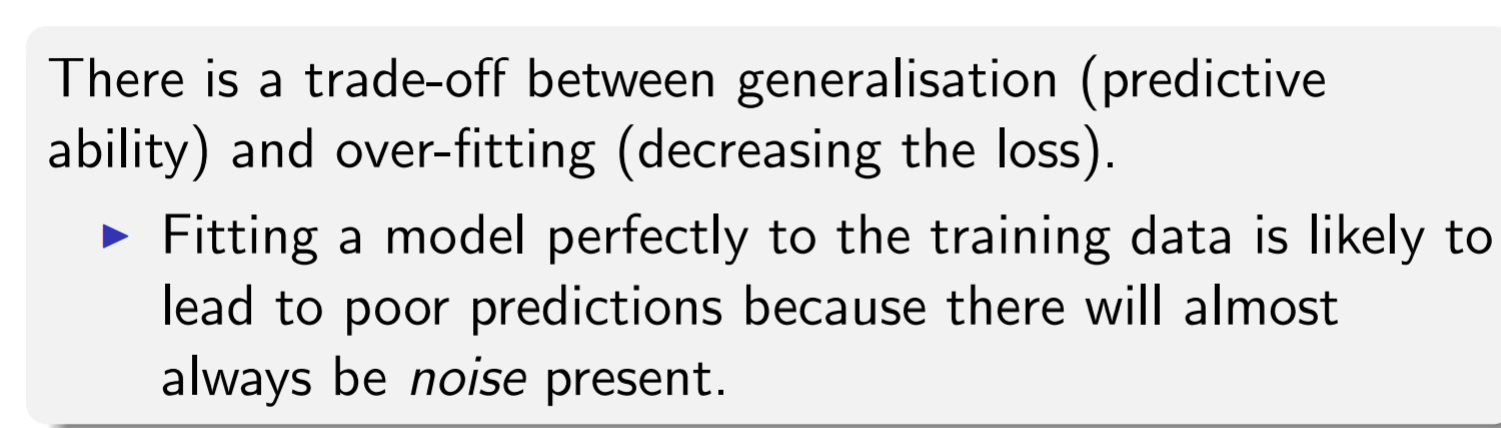 There is a trade-off between generalisation (predictive
ability) and over-fitting (decreasing the loss).
▶ Fitting a model perfectly to the training data is likely to
lead to poor predictions because there will almost
always be noise present.